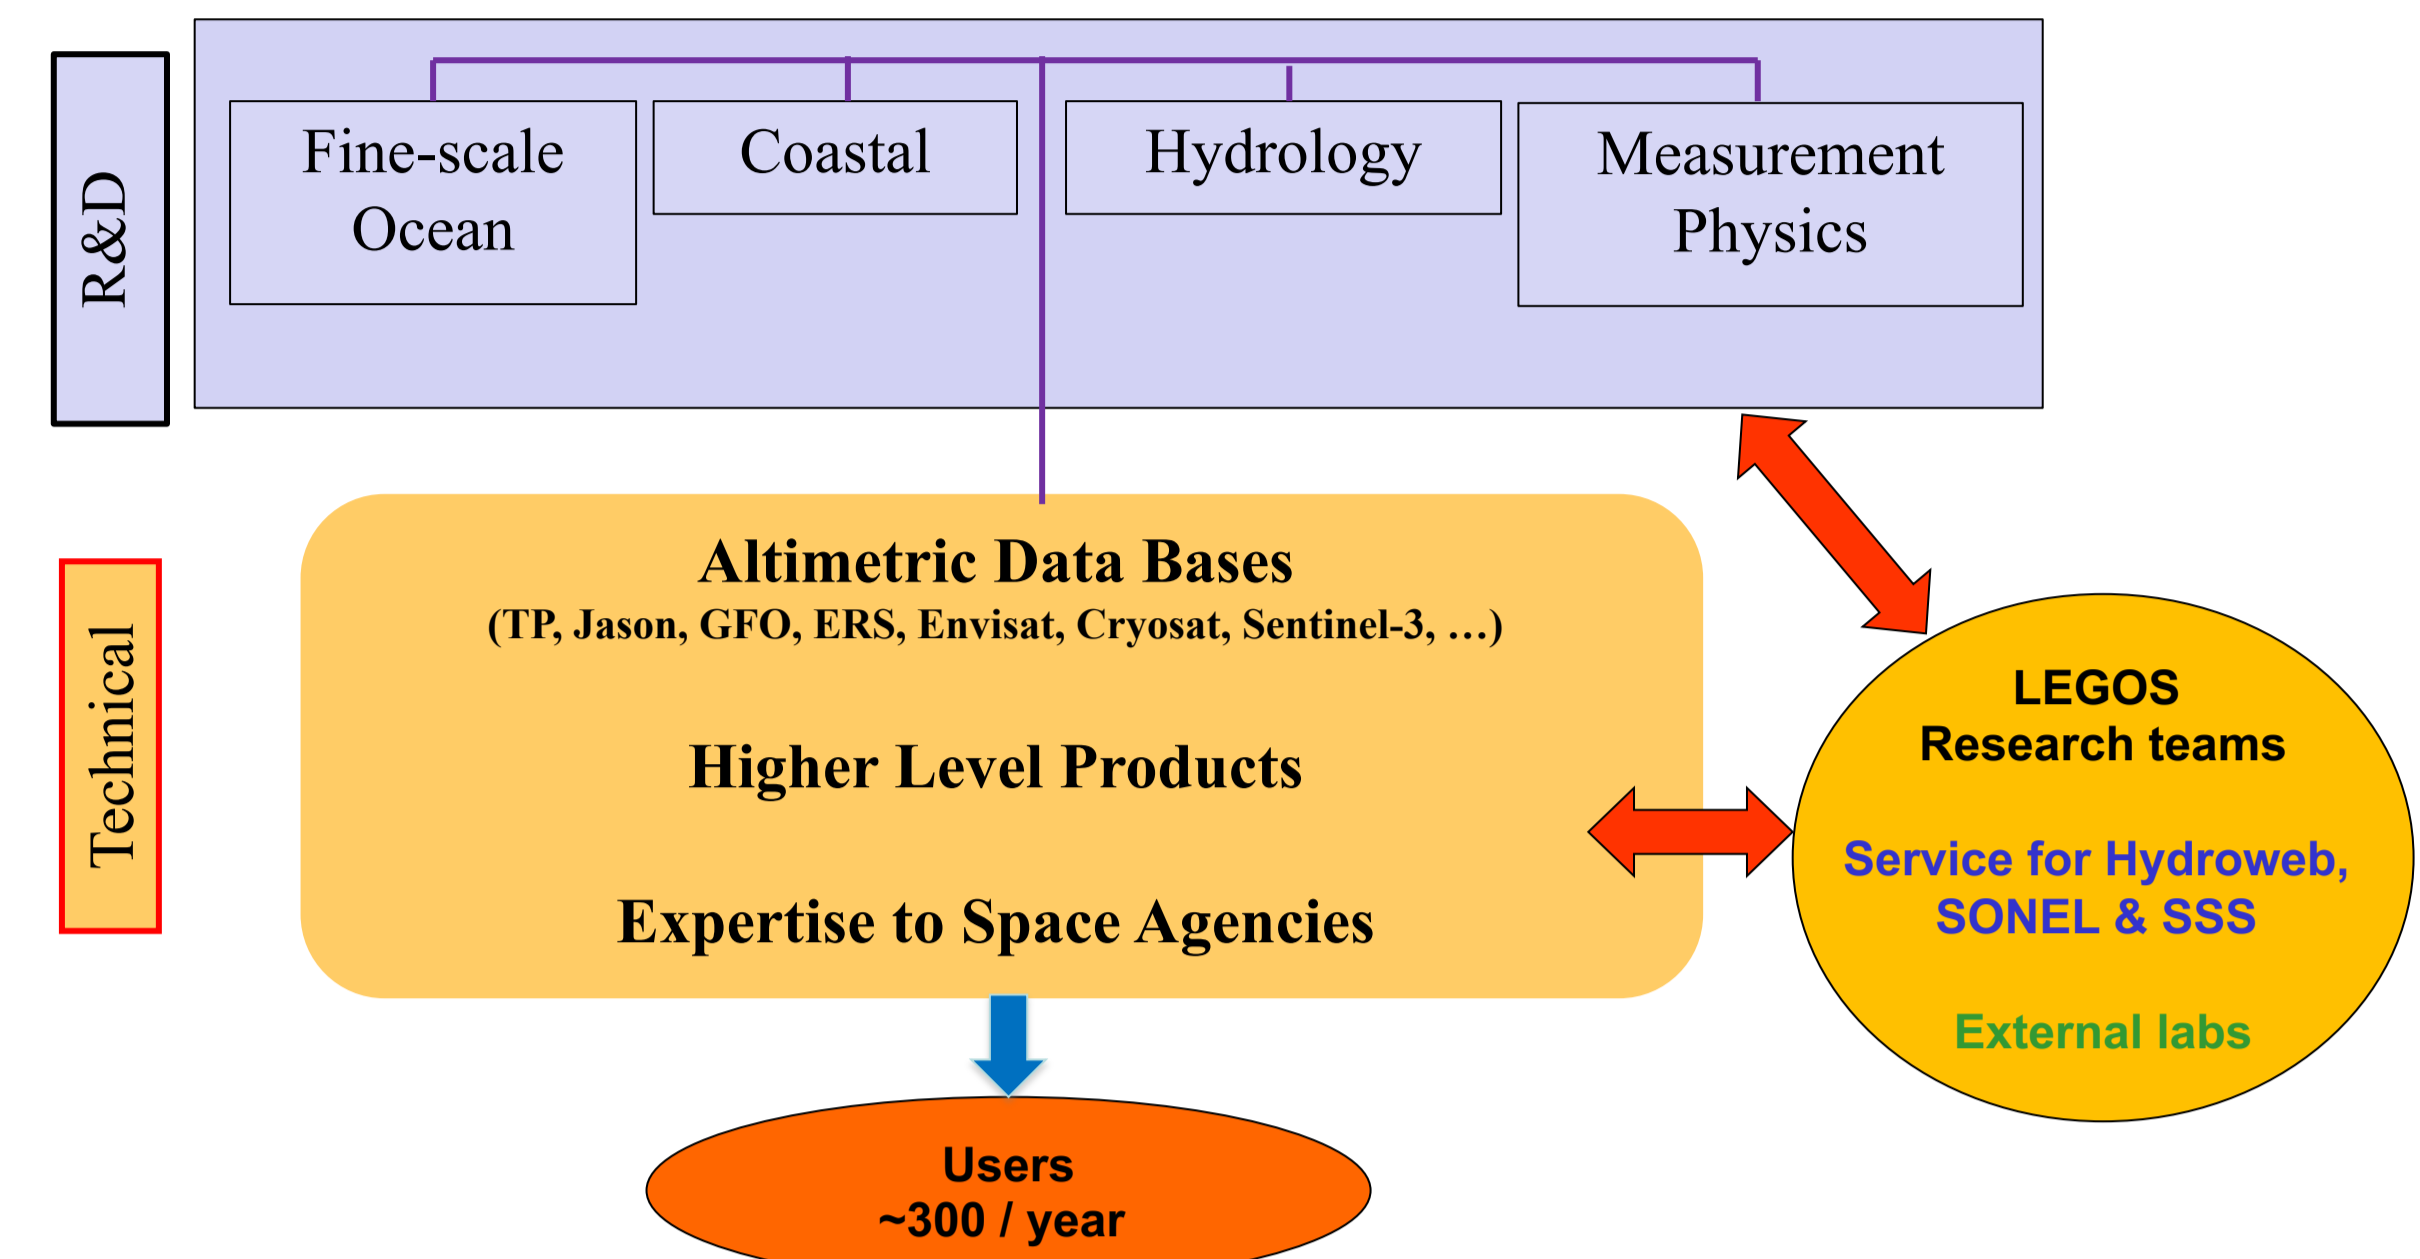 R&D
Fine-scale
Ocean
Coastal
Hydrology
Measurement
Physics
Technical
Altimetric Data Bases
(TP, Jason, GFO, ERS, Envisat, Cryosat, Sentinel-3, …)
Higher Level Products
Expertise to Space Agencies
LEGOS
Research teams
Service for Hydroweb,
SONEL & SSS
External labs
Users
~300 / year